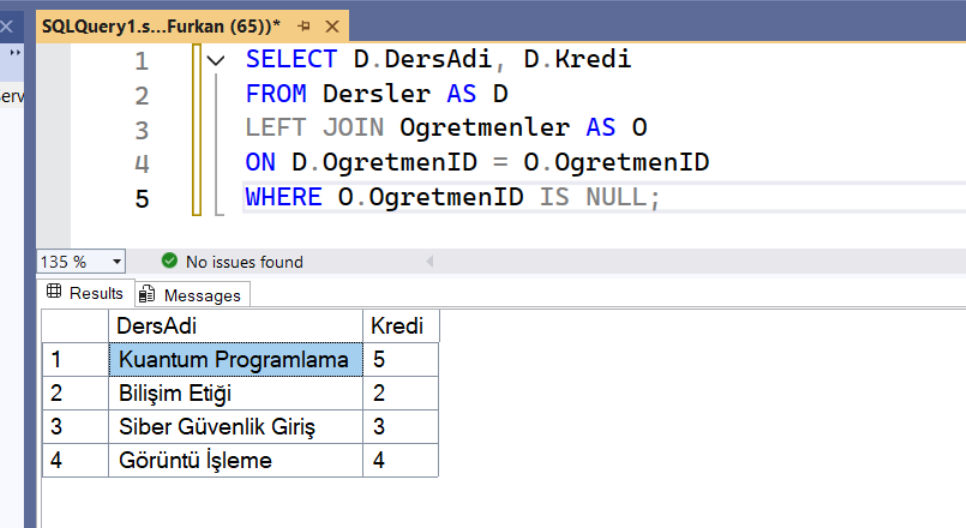 SQLQuery1.s...Furkan (65))*
erv
1 SELECT D.DersAdi, D.Kredi
2 FROM Dersler AS D
3 LEFT JOIN Ogretmenler AS O
4 ON D.OgretmenID = O.OgretmenID
5 WHERE O.OgretmenID IS NULL;
135 % No issues found
Results Messages
DersAdi Kredi
1 Kuantum Programlama 5
2 Bilişim Etiği 2
3 Siber Güvenlik Giriş 3
4 Görüntü İşleme 4